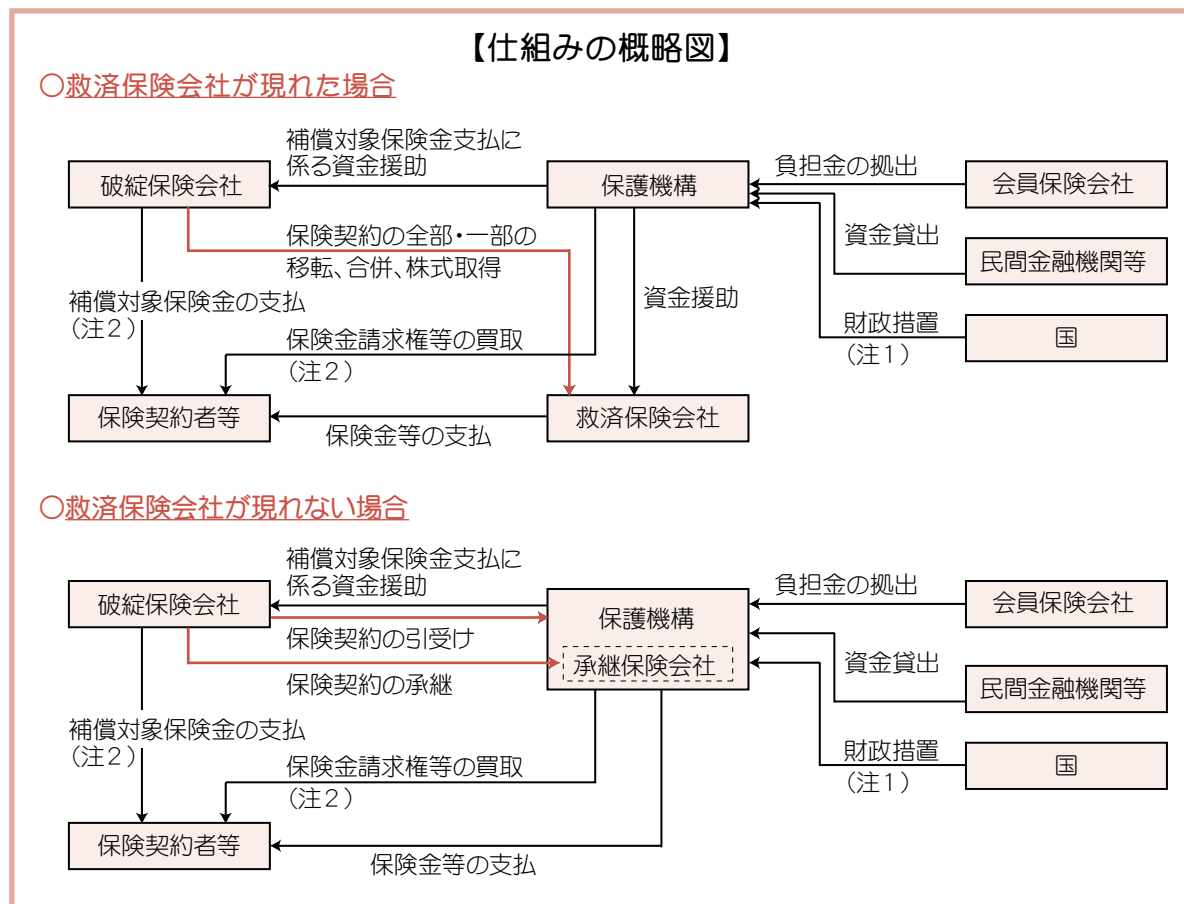 【仕組みの概略図】
○救済保険会社が現れた場合
補償対象保険金支払に
係る資金援助
負担金の拠出
破綻保険会社
保護機構
会員保険会社
保険契約の全部・一部の
移転、合併、株式取得
資金貸出
民間金融機関等
補償対象保険金の支払
（注２）
資金援助
財政措置
（注１）
国
保険金請求権等の買取
（注２）
保険契約者等
救済保険会社
保険金等の支払
○救済保険会社が現れない場合
補償対象保険金支払に
係る資金援助
負担金の拠出
破綻保険会社
保護機構
会員保険会社
保険契約の引受け
承継保険会社
保険契約の承継
資金貸出
民間金融機関等
補償対象保険金の支払
（注２）
財政措置
（注１）
国
保険金請求権等の買取
（注２）
保険契約者等
保険金等の支払